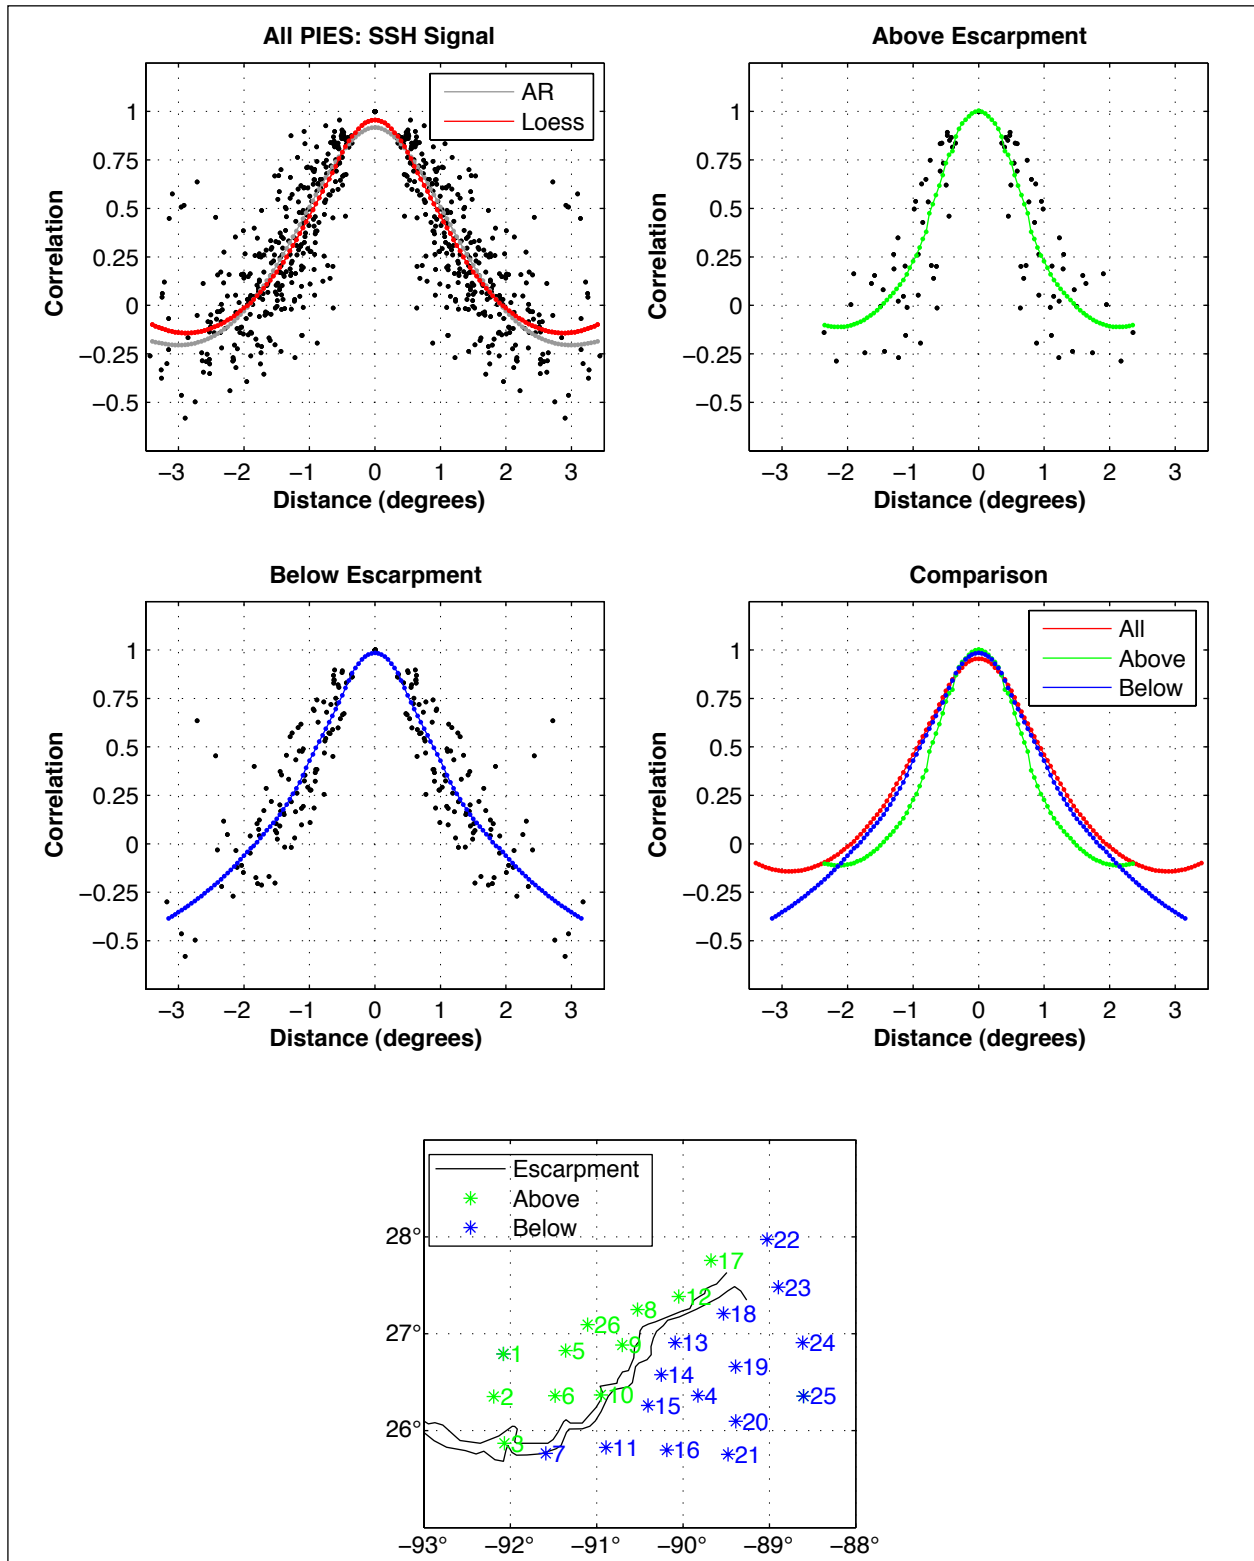 All PIES: SSH Signal
AR
Loess
1
0.75
0.5
0.25
0
−0.25
−0.5
Correlation
−3 −2 −1 0 1 2 3
Distance (degrees)
Above Escarpment
1
0.75
0.5
0.25
0
−0.25
−0.5
Correlation
−3 −2 −1 0 1 2 3
Distance (degrees)
Below Escarpment
1
0.75
0.5
0.25
0
−0.25
−0.5
Correlation
−3 −2 −1 0 1 2 3
Distance (degrees)
Comparison
All
Above
Below
1
0.75
0.5
0.25
0
−0.25
−0.5
Correlation
−3 −2 −1 0 1 2 3
Distance (degrees)
Escarpment
Above
Below
28°
27°
26°
22
17
23
12
8
18
26
13
24
9
5
1
19
14
2
6
10
4
25
15
20
3
7
11
16
21
−93° −92° −91° −90° −89° −88°